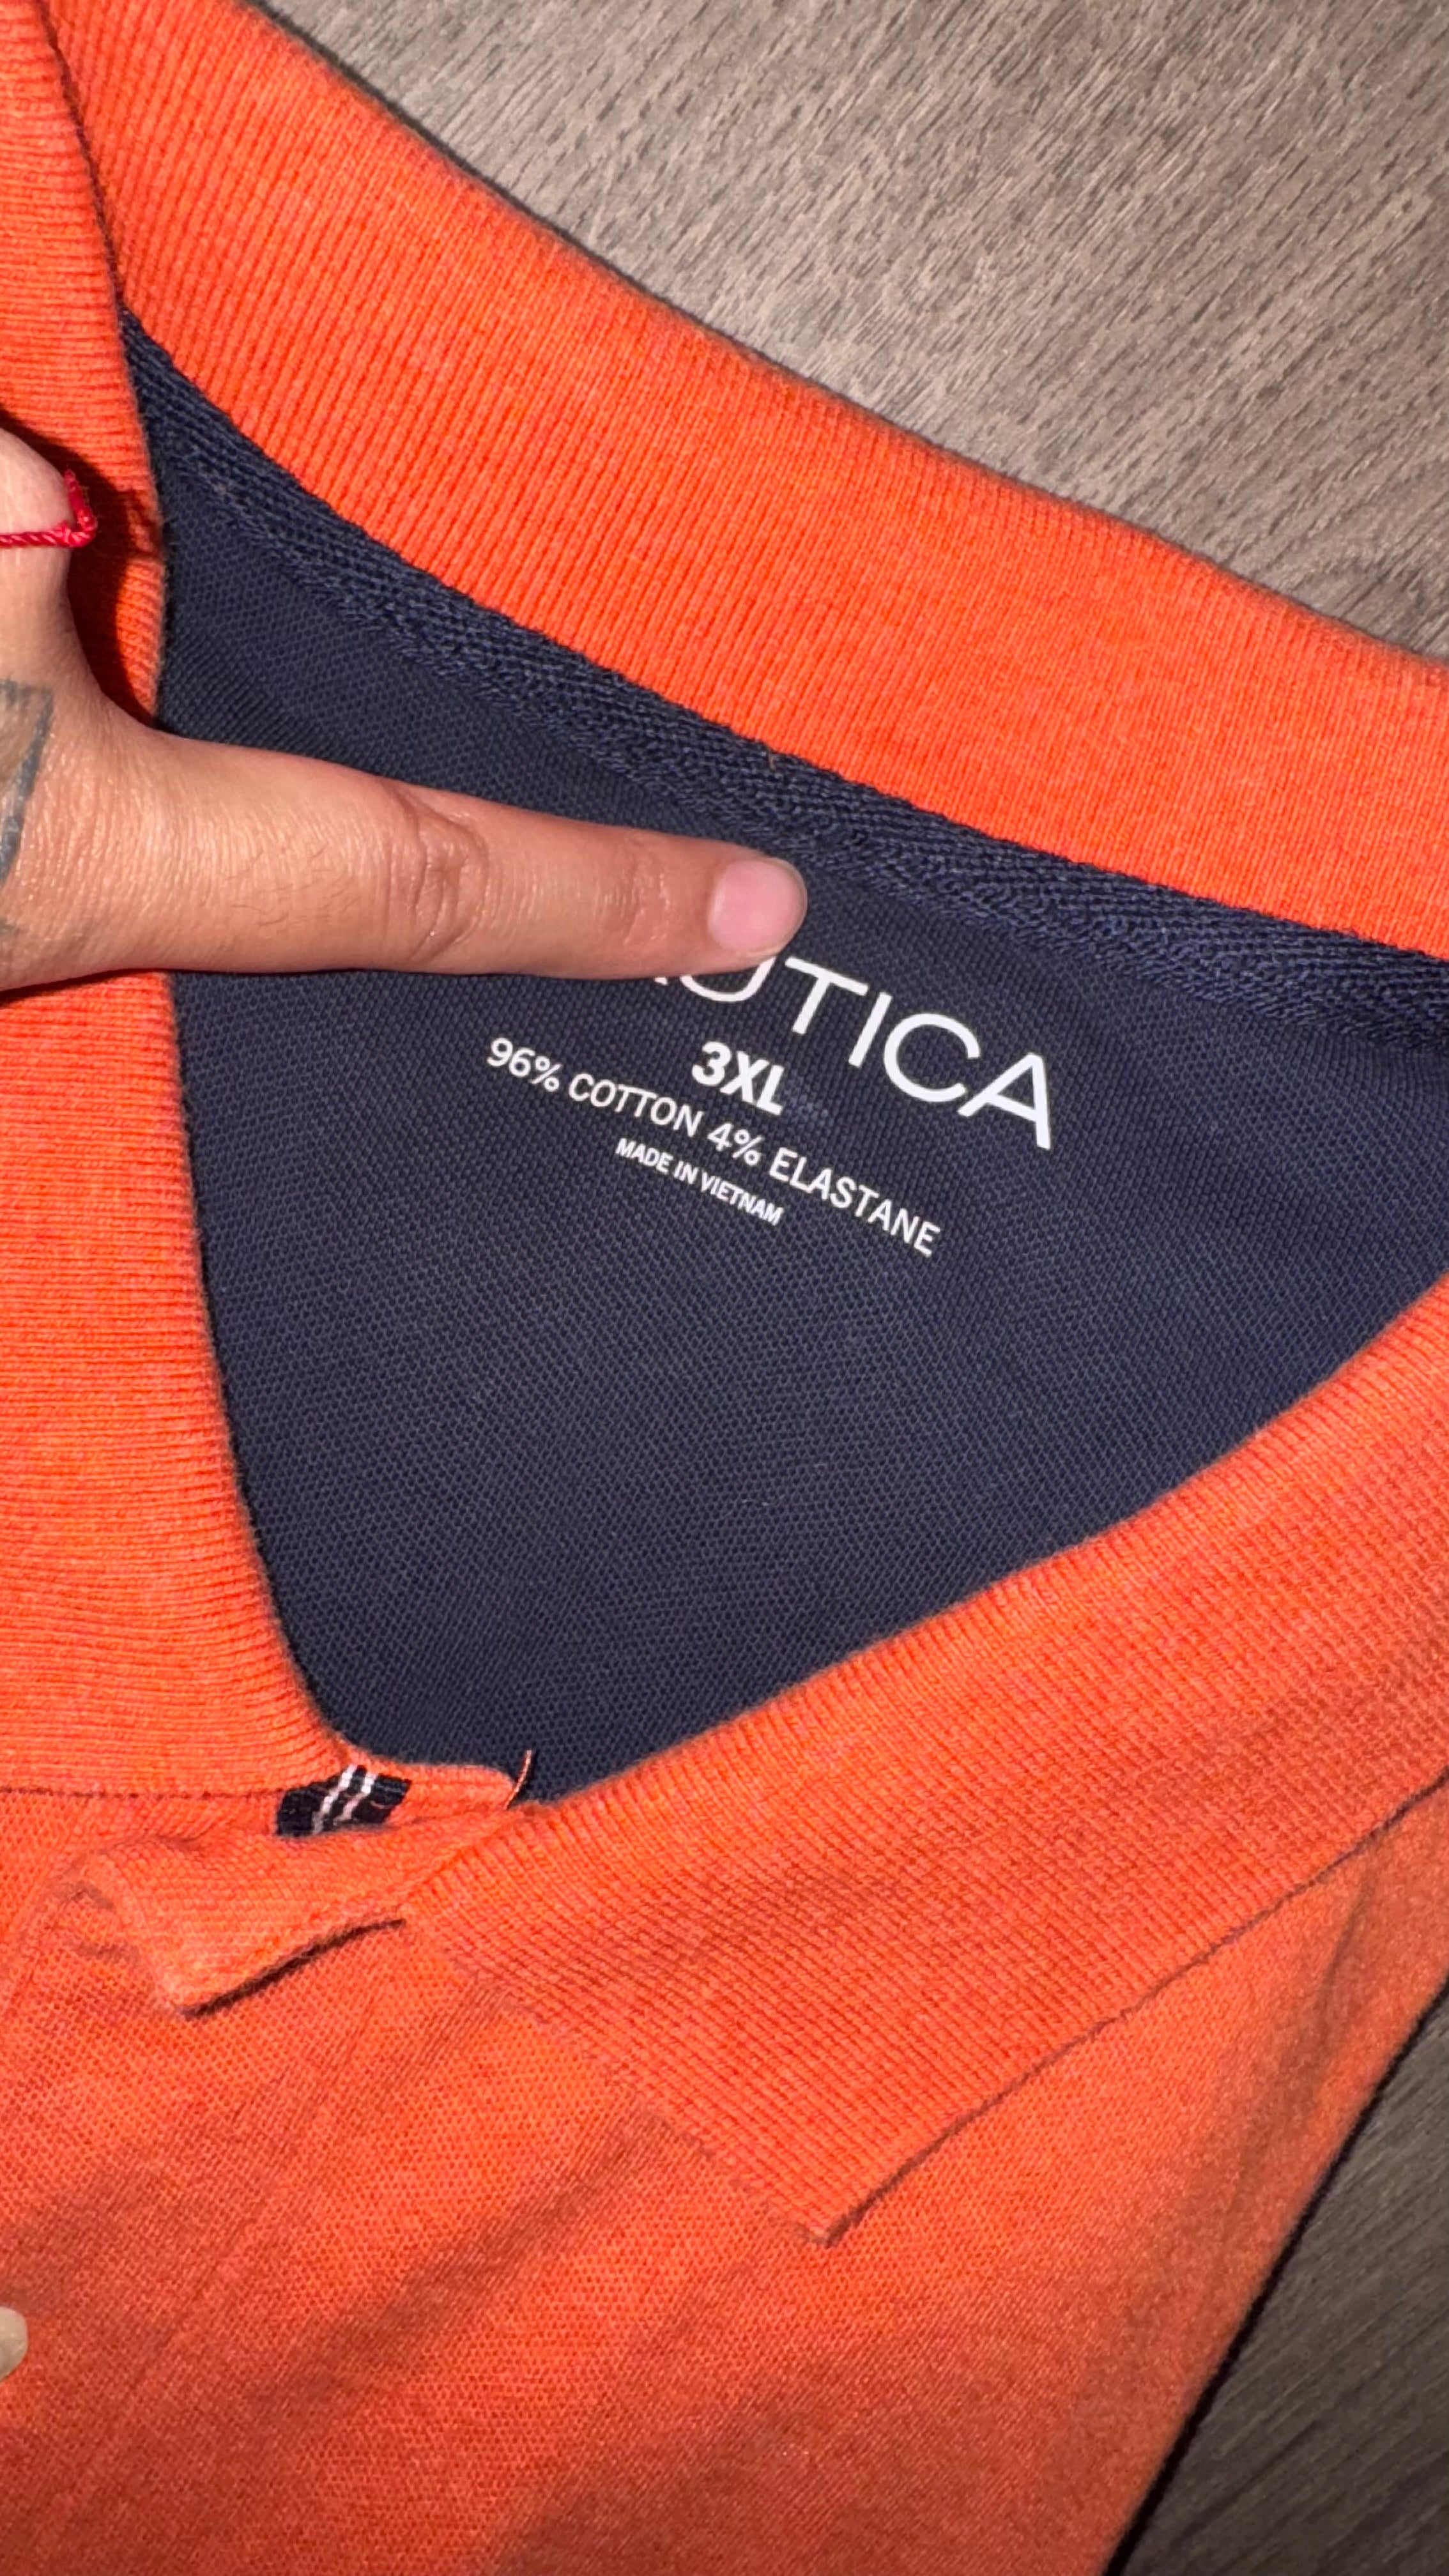 UTICA
3XL
96% COTTON 4% ELASTANE
MADE IN VIETNAM